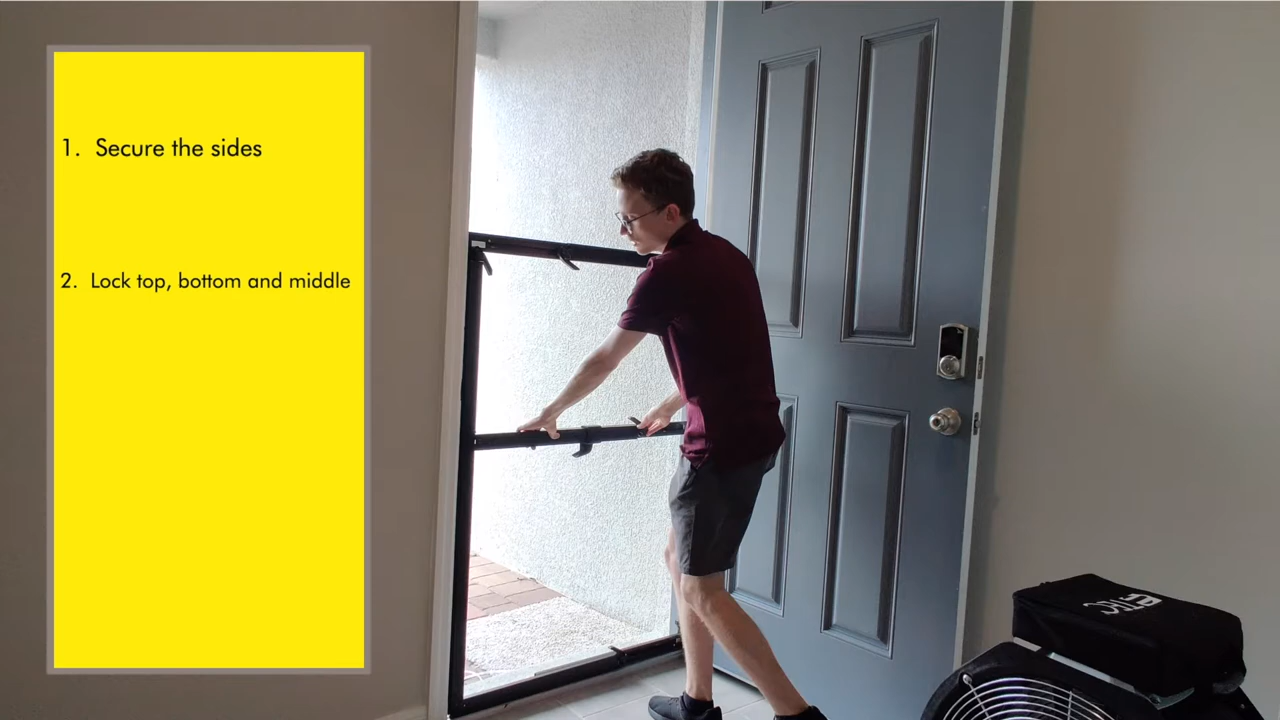 1. Secure the sides
2. Lock top, bottom and middle